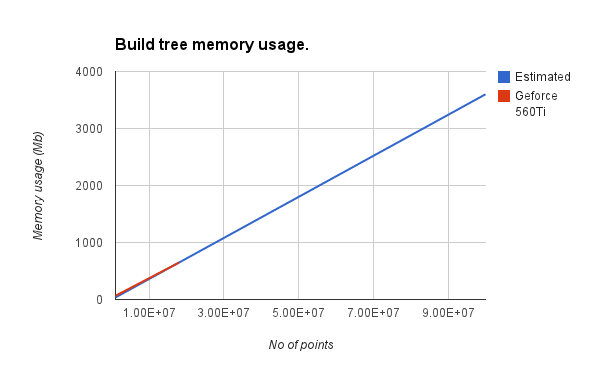 Build tree memory usage.
4000
3000
2000
1000
0
Memory usage (Mb)
1.00E+07 3.00E+07 5.00E+07 7.00E+07 9.00E+07
No of points
Estimated
Geforce
560Ti